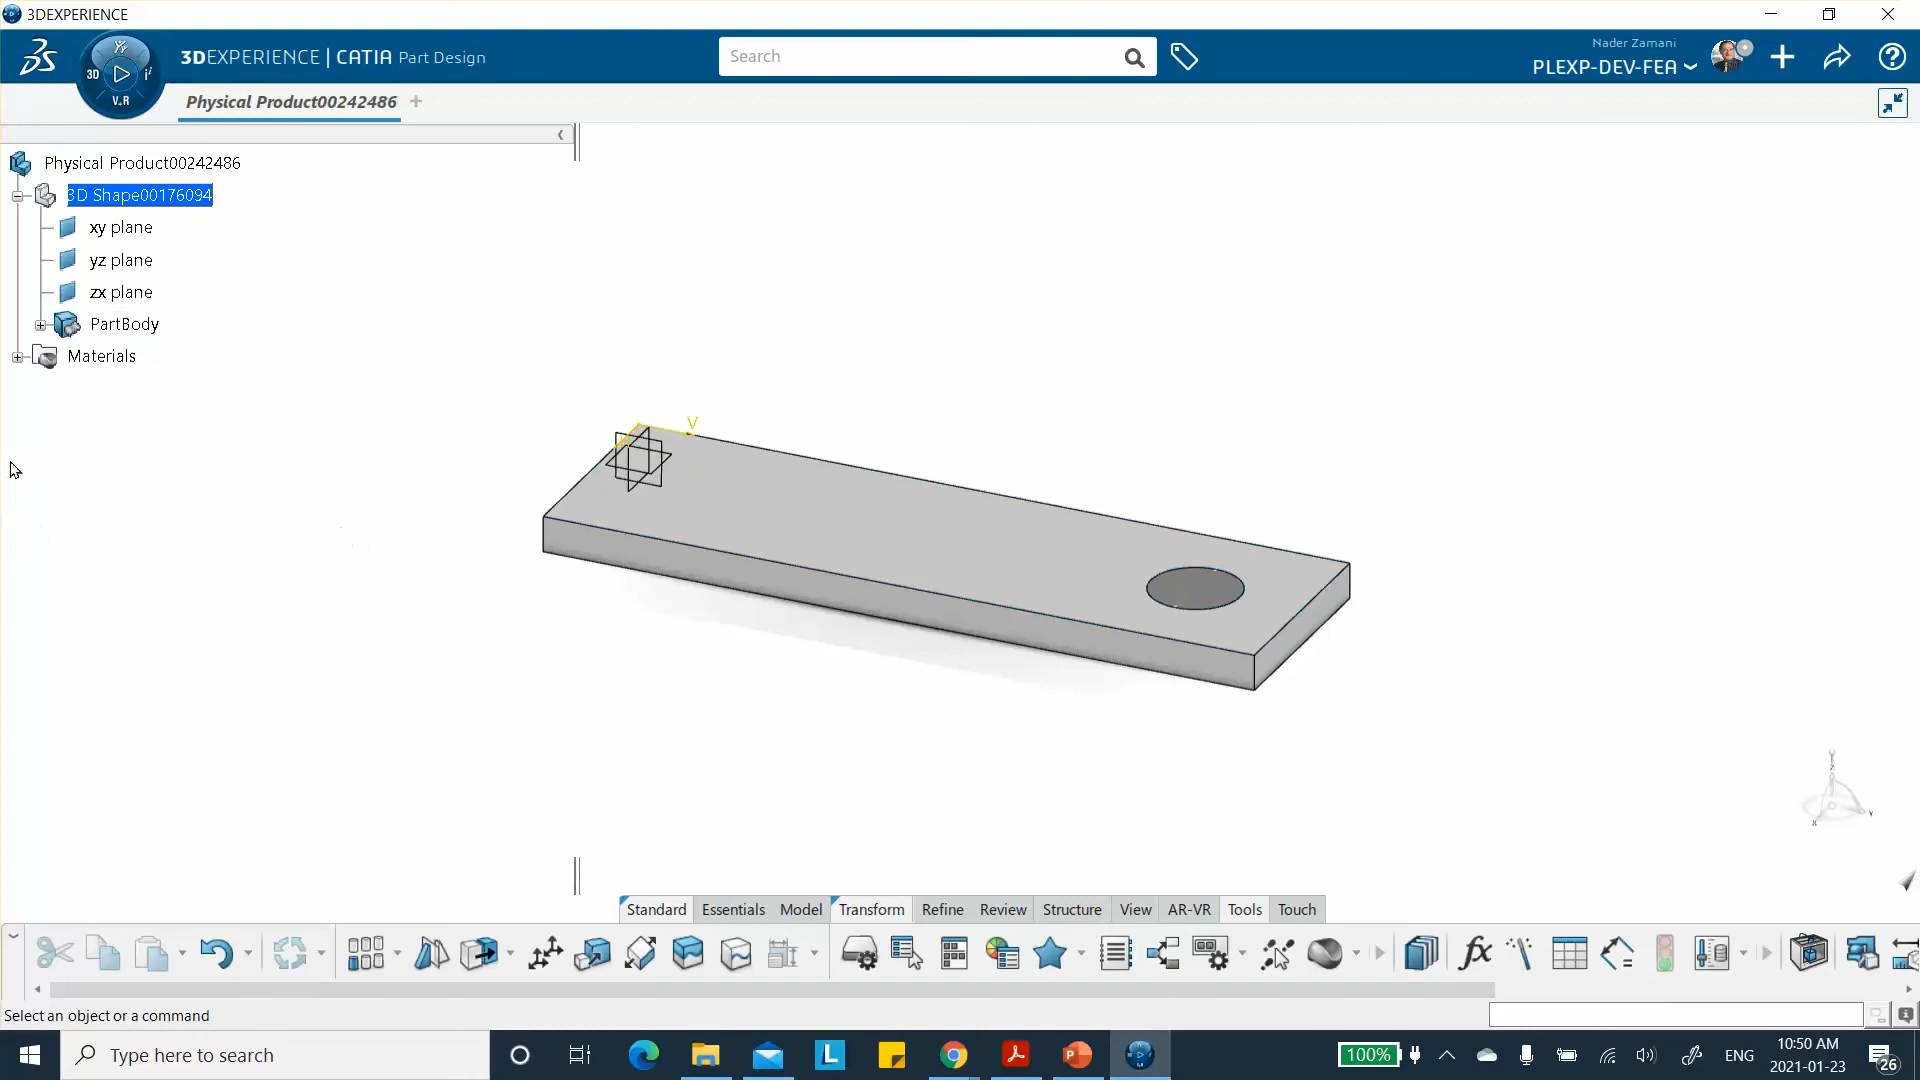 3DEXPERIENCE
3DEXPERIENCE | CATIA Part Design
3D
V.R
Search
Nader Zamani
PLEXP-DEV-FEA
Physical Product00242486
Physical Product00242486
3D Shape00176094
xy plane
yz plane
zx plane
PartBody
Materials
V
Standard
Essentials
Model
Transform
Refine
Review
Structure
View
AR-VR
Tools
Touch
fx
Select an object or a command
Type here to search
L
P
100%
ENG
10:50 AM
2021-01-23
26